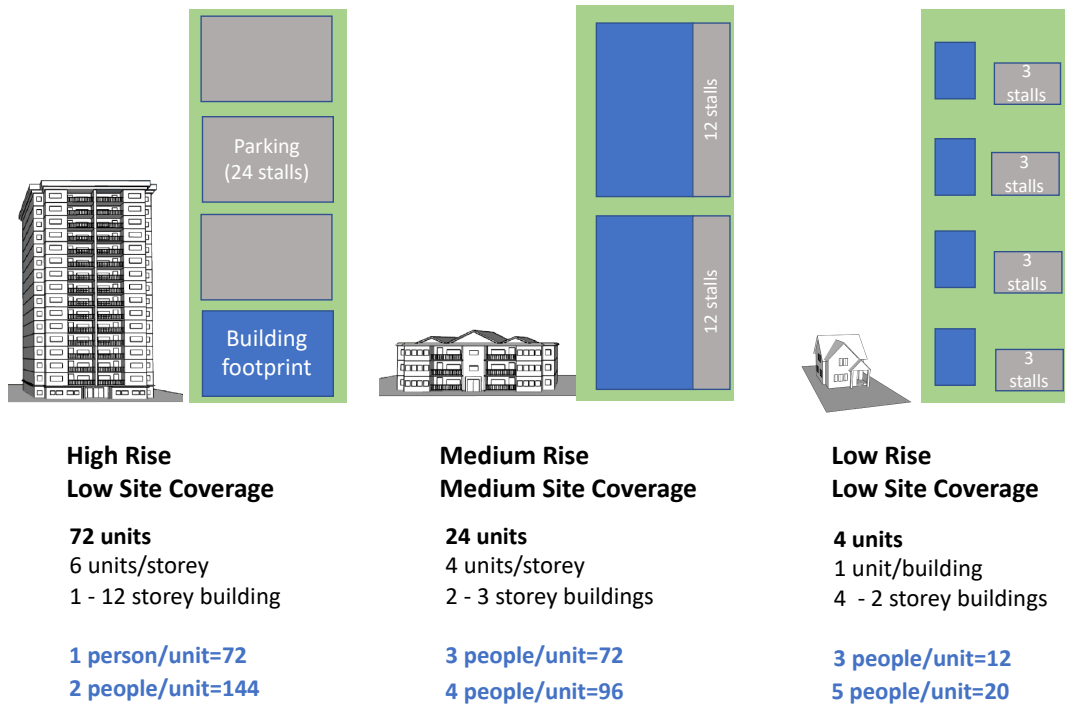 Parking
(24 stalls)
Building
footprint
12 stalls
12 stalls
3
stalls
3
stalls
3
stalls
3
stalls
High Rise
Low Site Coverage
72 units
6 units/storey
1 - 12 storey building
1 person/unit=72
2 people/unit=144
Medium Rise
Medium Site Coverage
24 units
4 units/storey
2 - 3 storey buildings
3 people/unit=72
4 people/unit=96
Low Rise
Low Site Coverage
4 units
1 unit/building
4  - 2 storey buildings
3 people/unit=12
5 people/unit=20